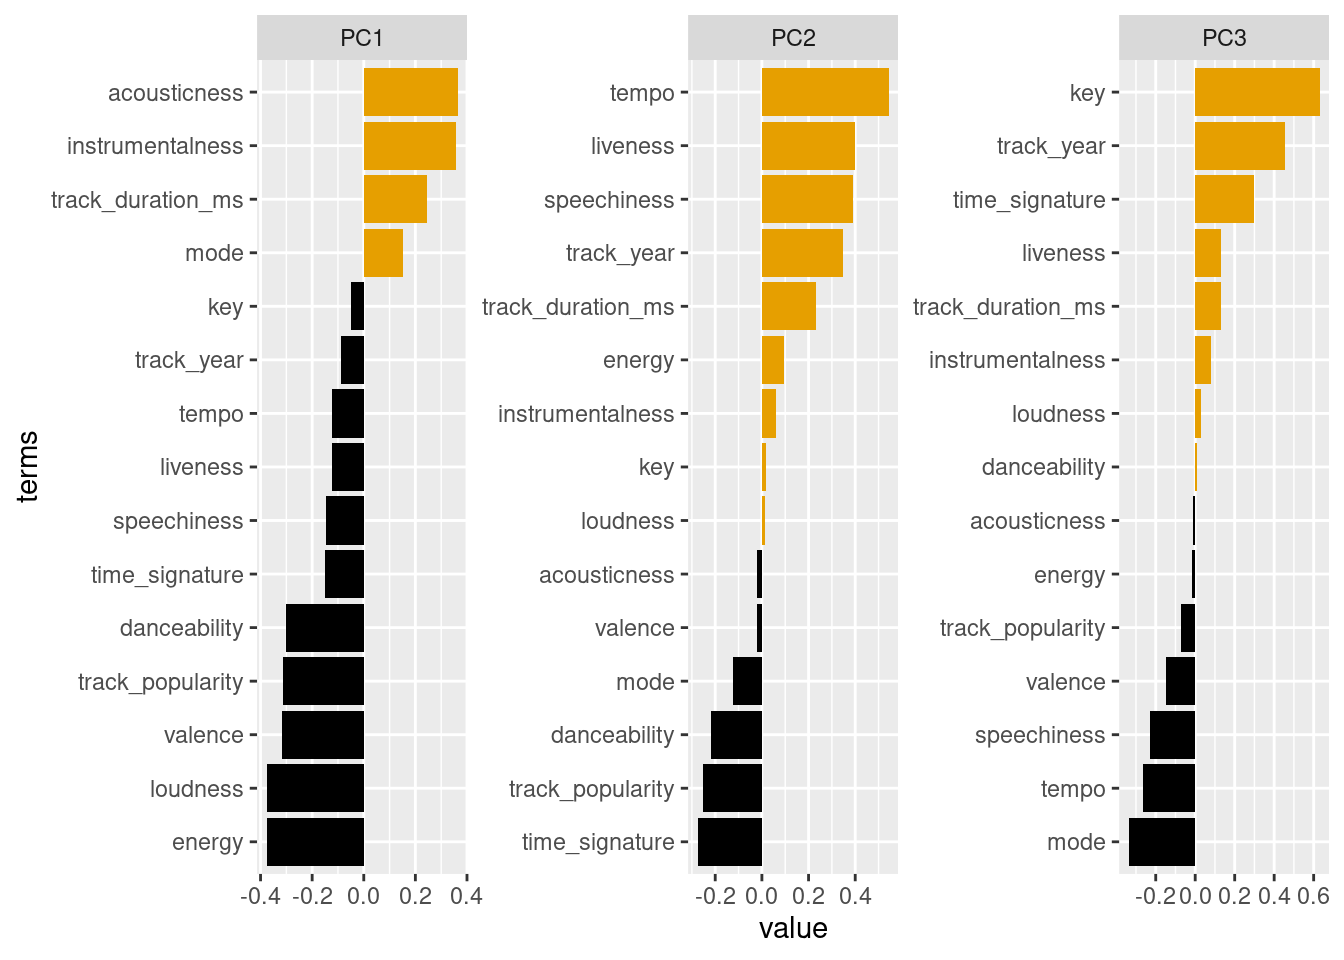 PC1
PC2
PC3
terms
acousticness
instrumentalness
track_duration_ms
mode
key
track_year
tempo
liveness
speechiness
time_signature
danceability
track_popularity
valence
loudness
energy
-0.4 -0.2 0.0 0.2 0.4
tempo
liveness
speechiness
track_year
track_duration_ms
energy
instrumentalness
key
loudness
acousticness
valence
mode
danceability
track_popularity
time_signature
-0.2 0.0 0.2 0.4
key
track_year
time_signature
liveness
track_duration_ms
instrumentalness
loudness
danceability
acousticness
energy
track_popularity
valence
speechiness
tempo
mode
-0.2 0.0 0.2 0.4 0.6
value